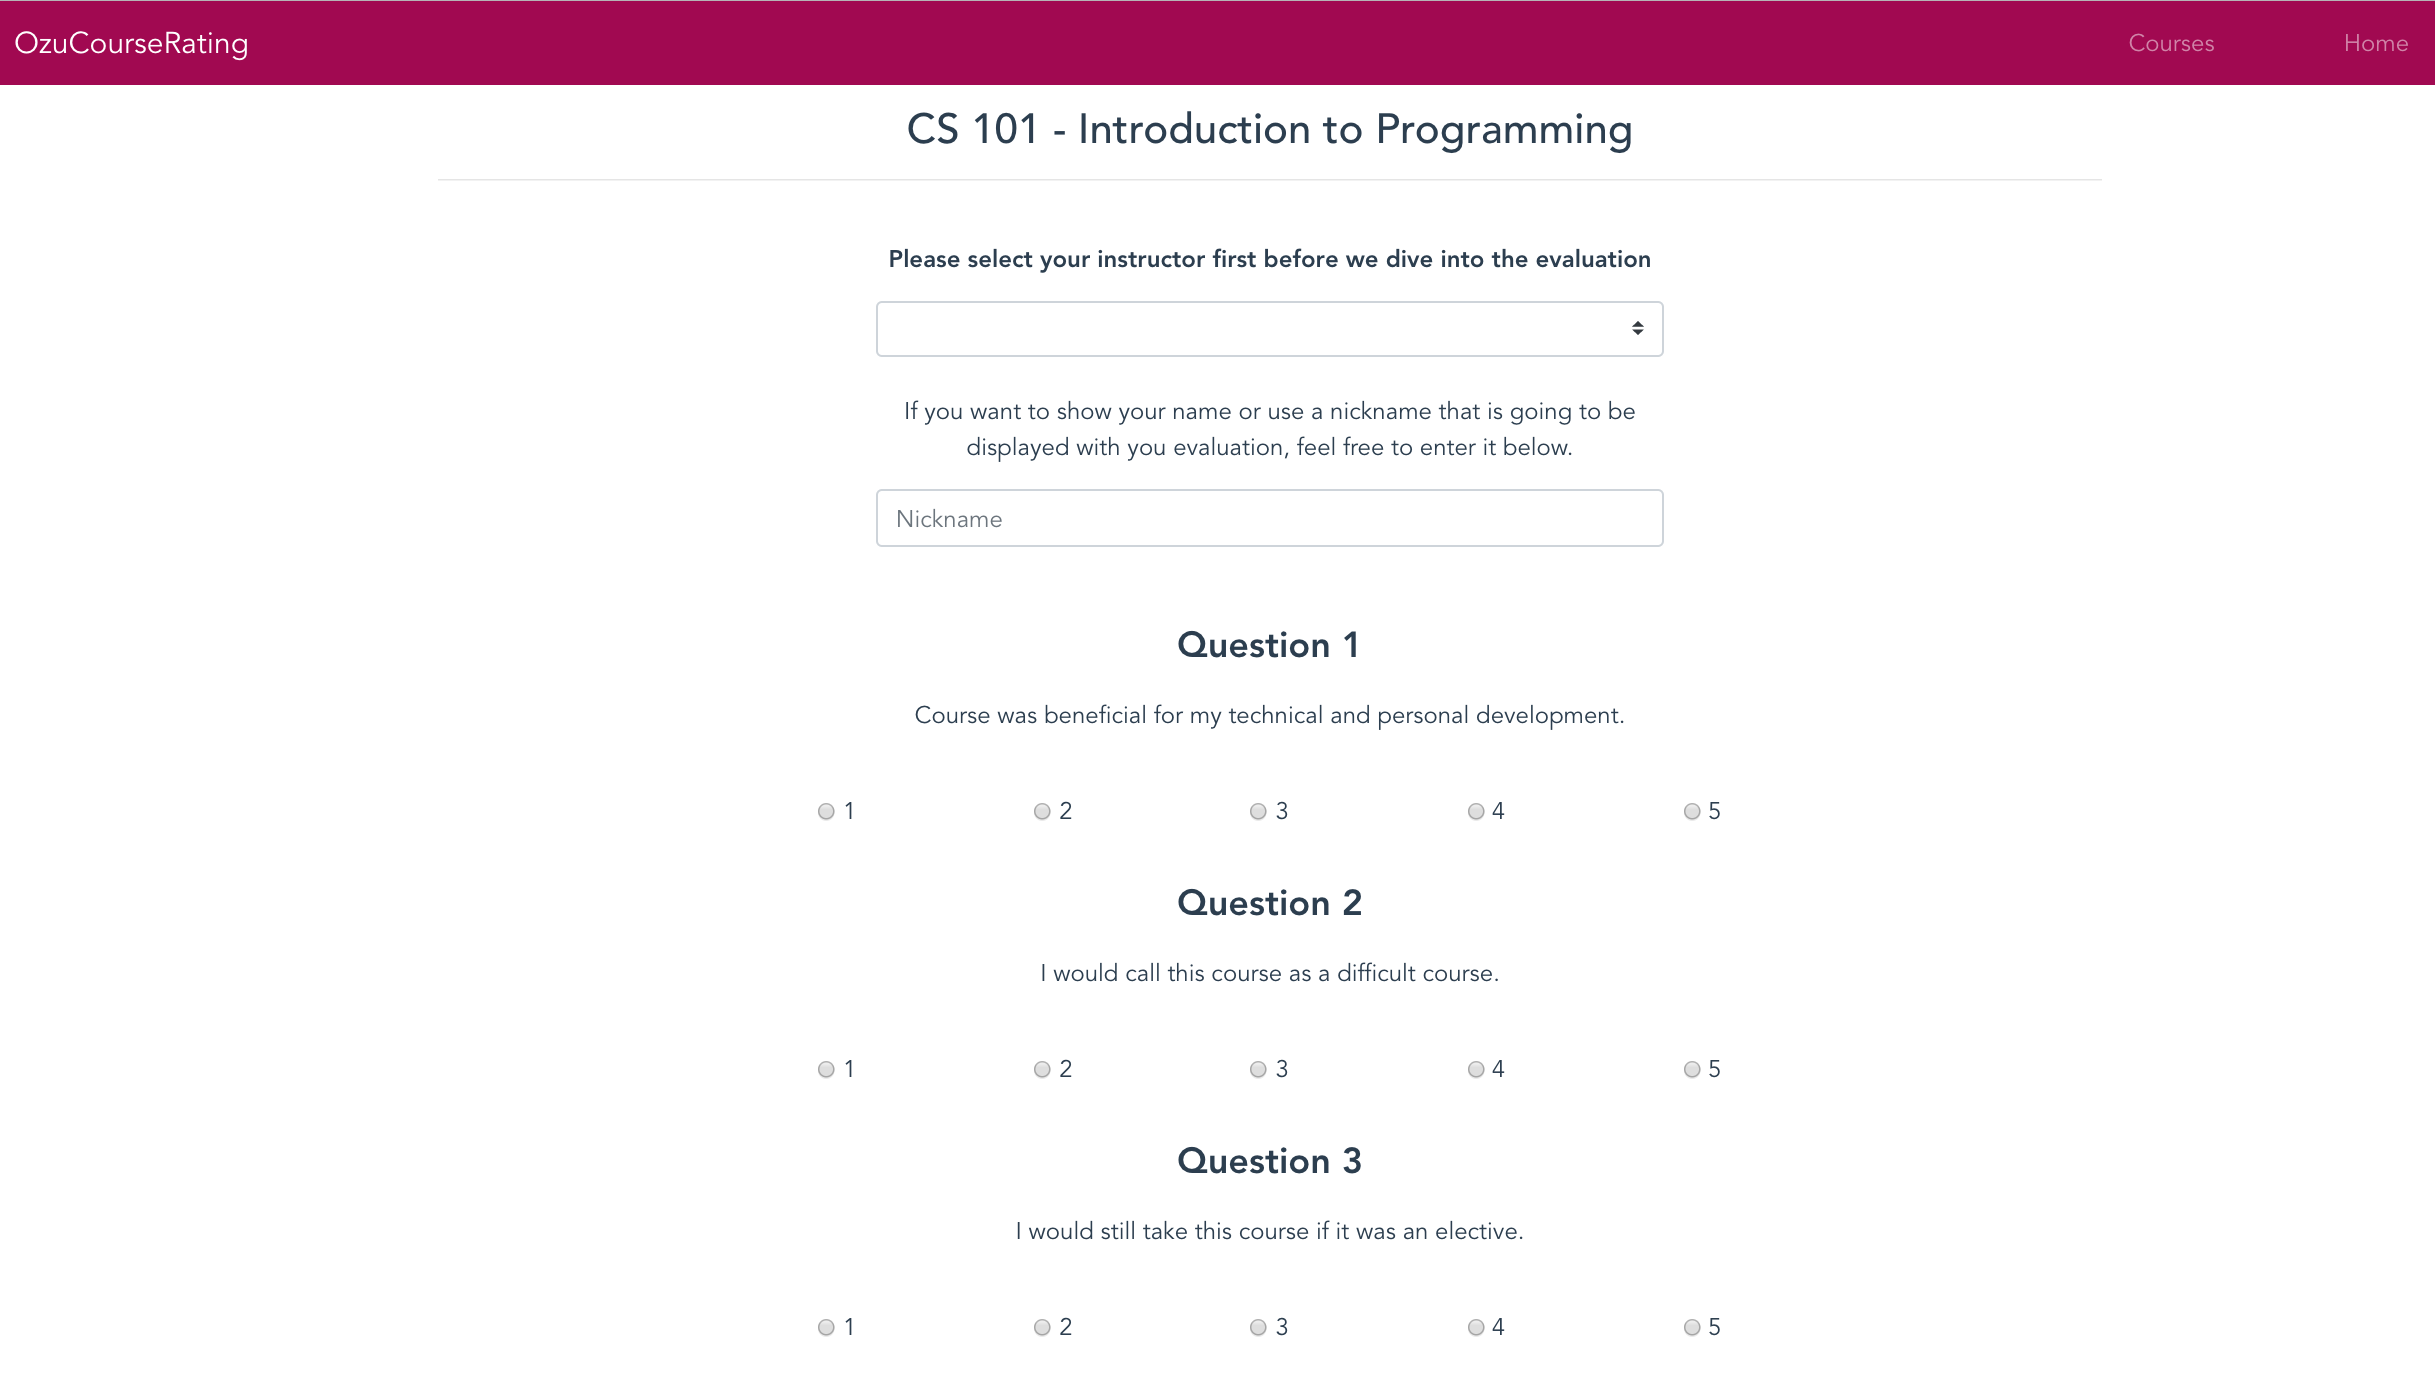 OzuCourseRating Courses Home
CS 101 - Introduction to Programming
Please select your instructor first before we dive into the evaluation
If you want to show your name or use a nickname that is going to be
displayed with you evaluation, feel free to enter it below.
Nickname
Question 1
Course was beneficial for my technical and personal development.
1 2 3 4 5
Question 2
I would call this course as a difficult course.
1 2 3 4 5
Question 3
I would still take this course if it was an elective.
1 2 3 4 5